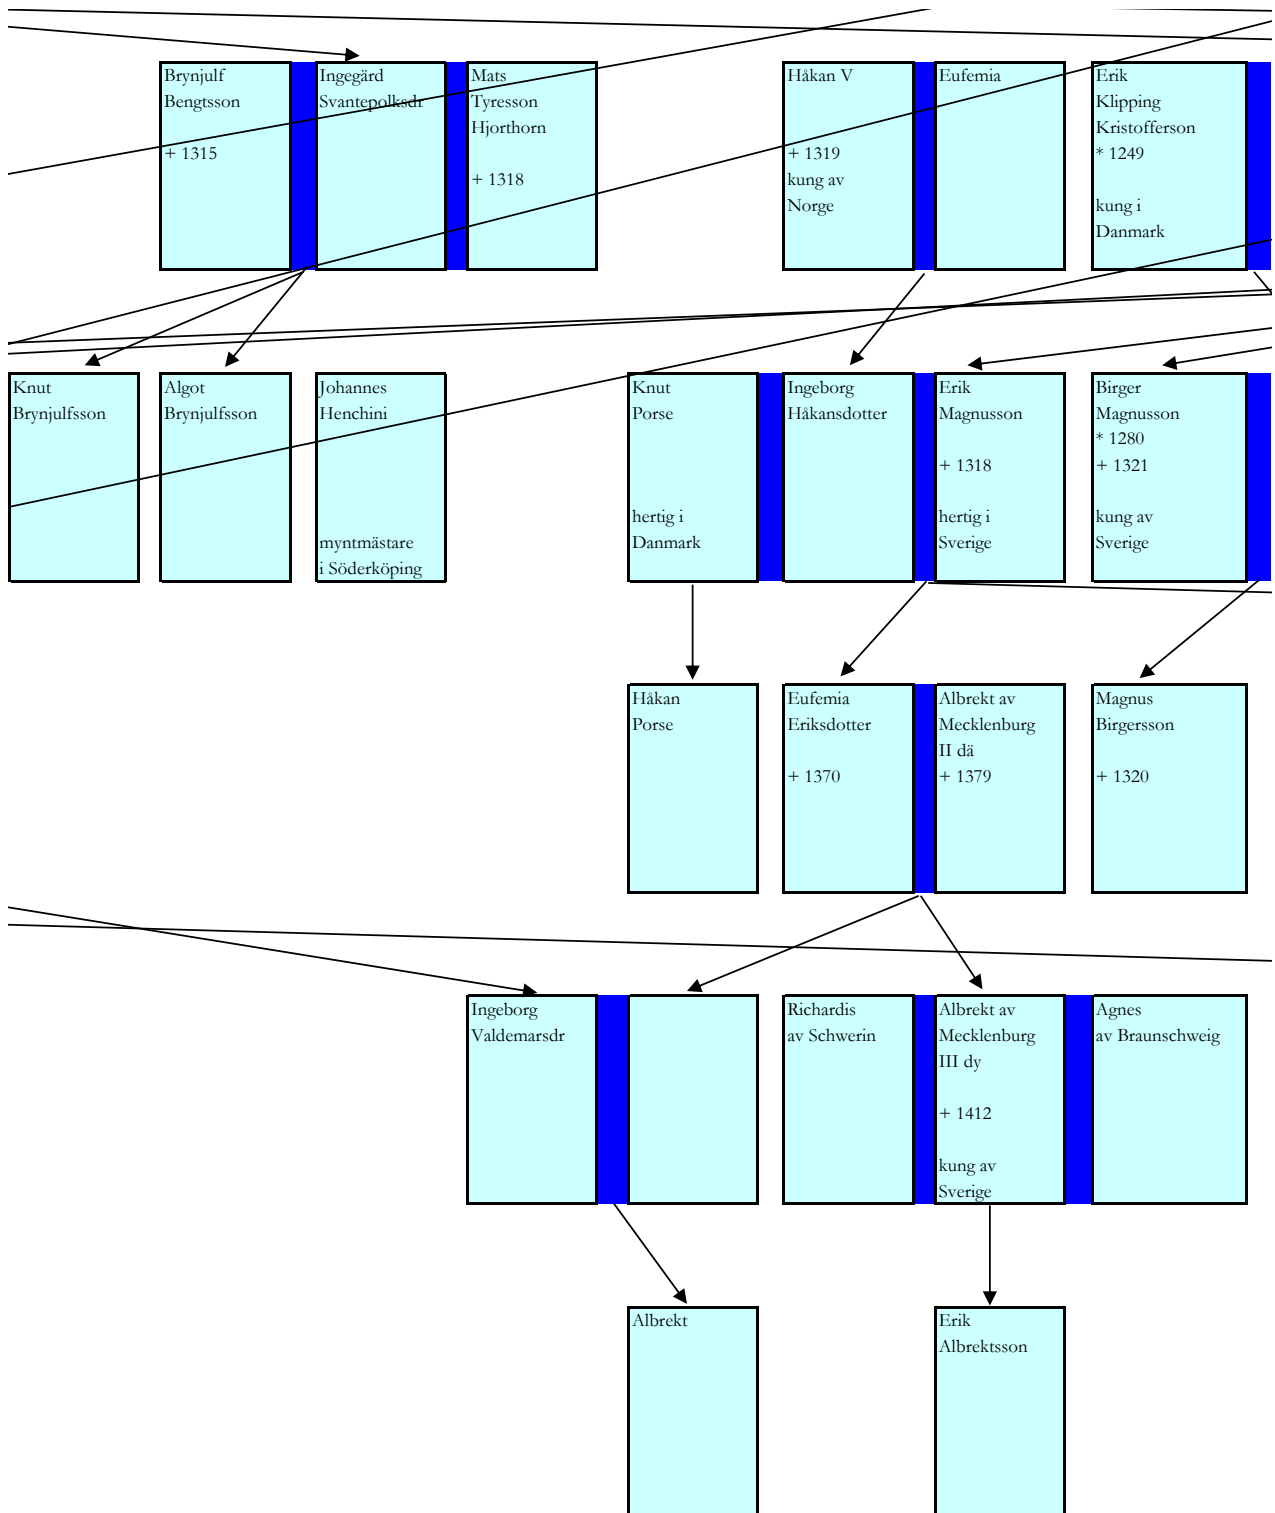 Brynjulf
Bengtsson
+ 1315
Ingegärd
Svantepolksdr
Mats
Tyresson
Hjorthorn
+ 1318
Håkan V
+ 1319
kung av
Norge
Eufemia
Erik
Klipping
Kristofferson
* 1249
kung i
Danmark
Knut
Brynjulfsson
Algot
Brynjulfsson
Johannes
Henchini
myntmästare
i Söderköping
Knut
Porse
hertig i
Danmark
Ingeborg
Håkansdotter
Erik
Magnusson
+ 1318
hertig i
Sverige
Birger
Magnusson
* 1280
+ 1321
kung av
Sverige
Håkan
Porse
Eufemia
Eriksdotter
+ 1370
Albrekt av
Mecklenburg
II dä
+ 1379
Magnus
Birgersson
+ 1320
Ingeborg
Valdemarsdr
Richardis
av Schwerin
Albrekt av
Mecklenburg
III dy
+ 1412
kung av
Sverige
Agnes
av Braunschweig
Albrekt
Erik
Albrektsson